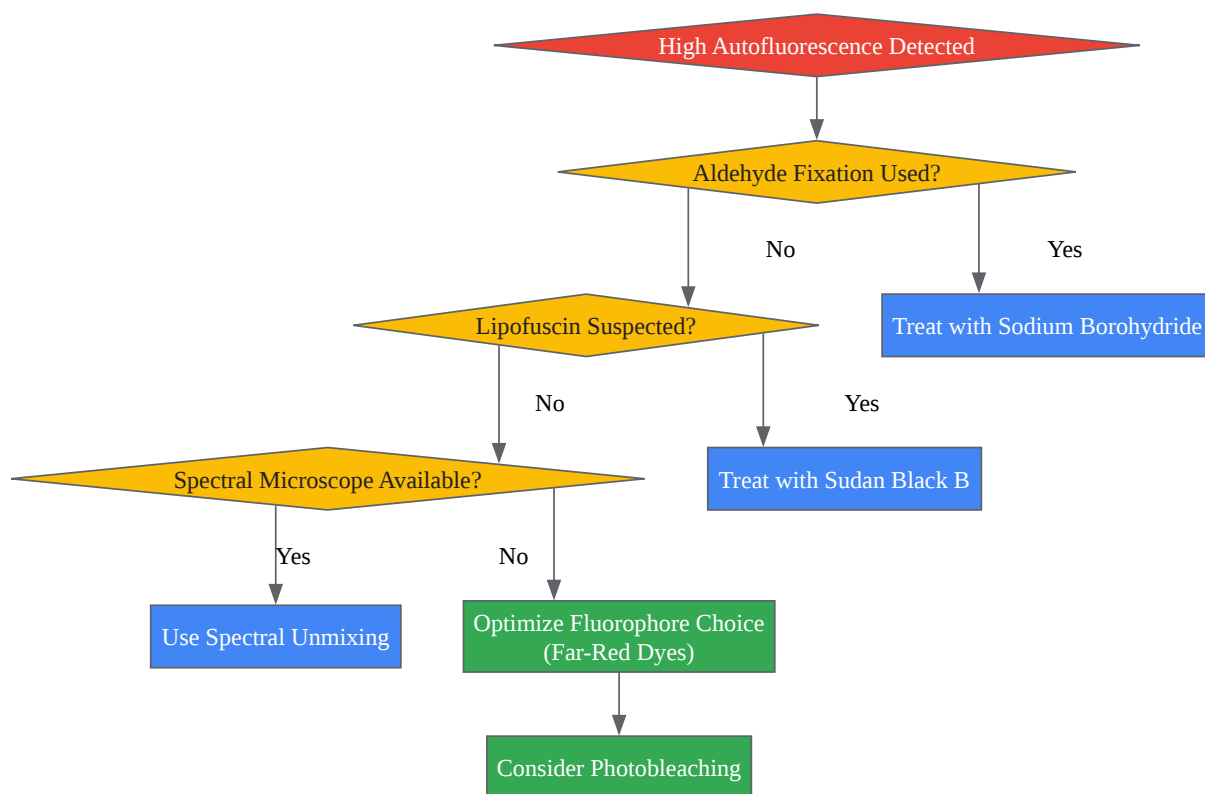 High Autofluorescence Detected
Aldehyde Fixation Used?
No
Yes
Lipofuscin Suspected?
Treat with Sodium Borohydride
No
Yes
Spectral Microscope Available?
Treat with Sudan Black B
Yes
No
Use Spectral Unmixing
Optimize Fluorophore Choice
(Far-Red Dyes)
Consider Photobleaching